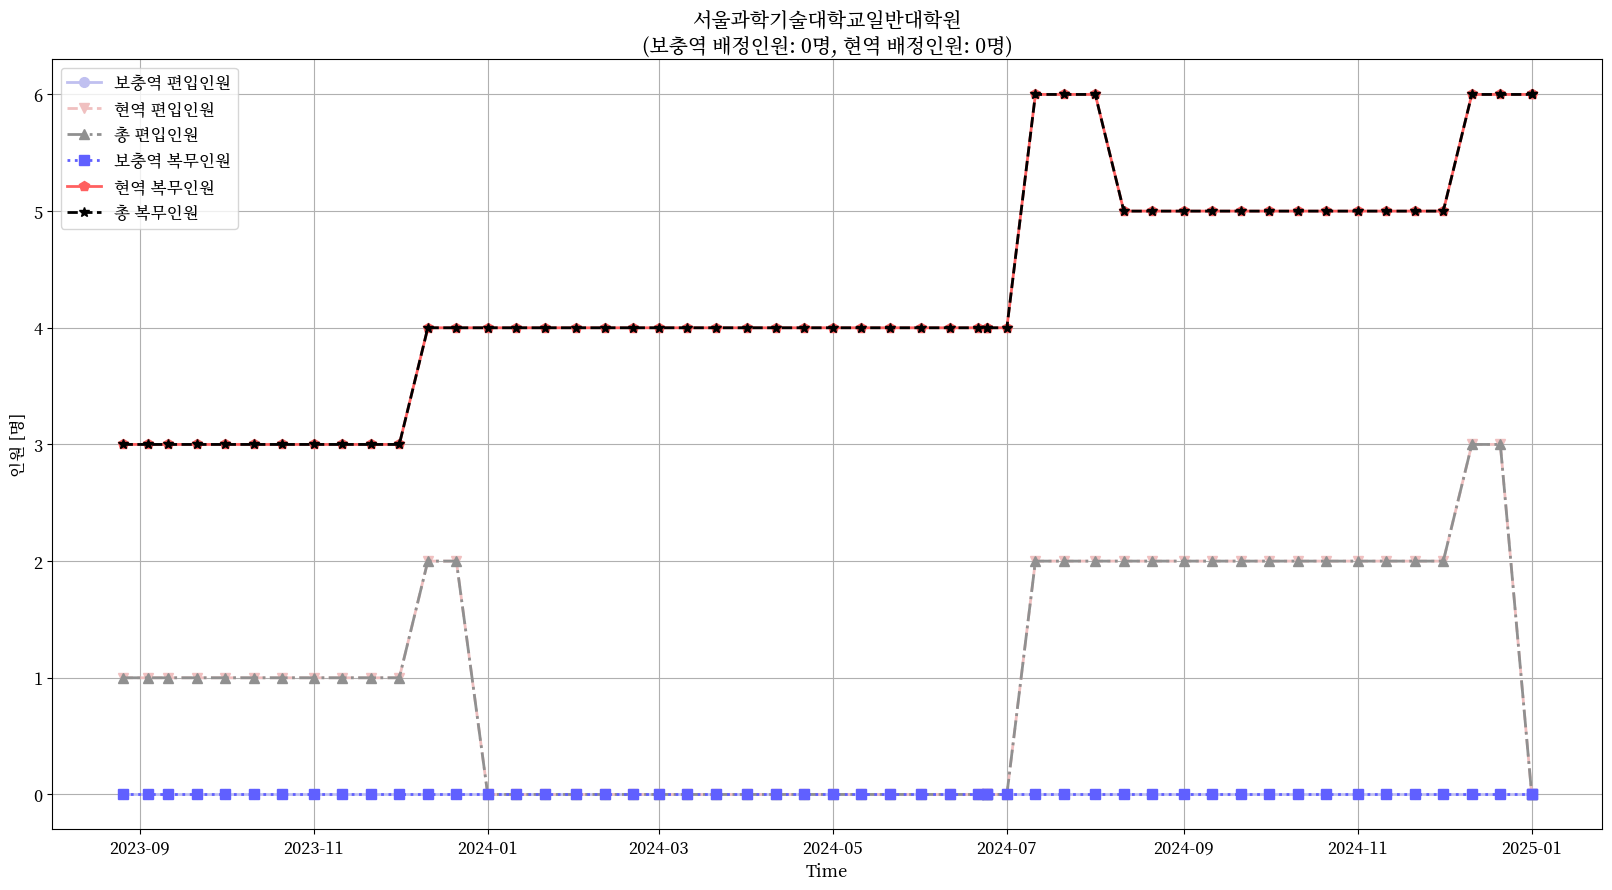 서울과학기술대학교일반대학원
(보충역 배정인원: 0명, 현역 배정인원: 0명)
보충역 편입인원
현역 편입인원
총 편입인원
보충역 복무인원
현역 복무인원
총 복무인원
인원 [명]
6
5
4
3
2
1
0
2023-09
2023-11
2024-01
2024-03
2024-05
2024-07
2024-09
2024-11
2025-01
Time